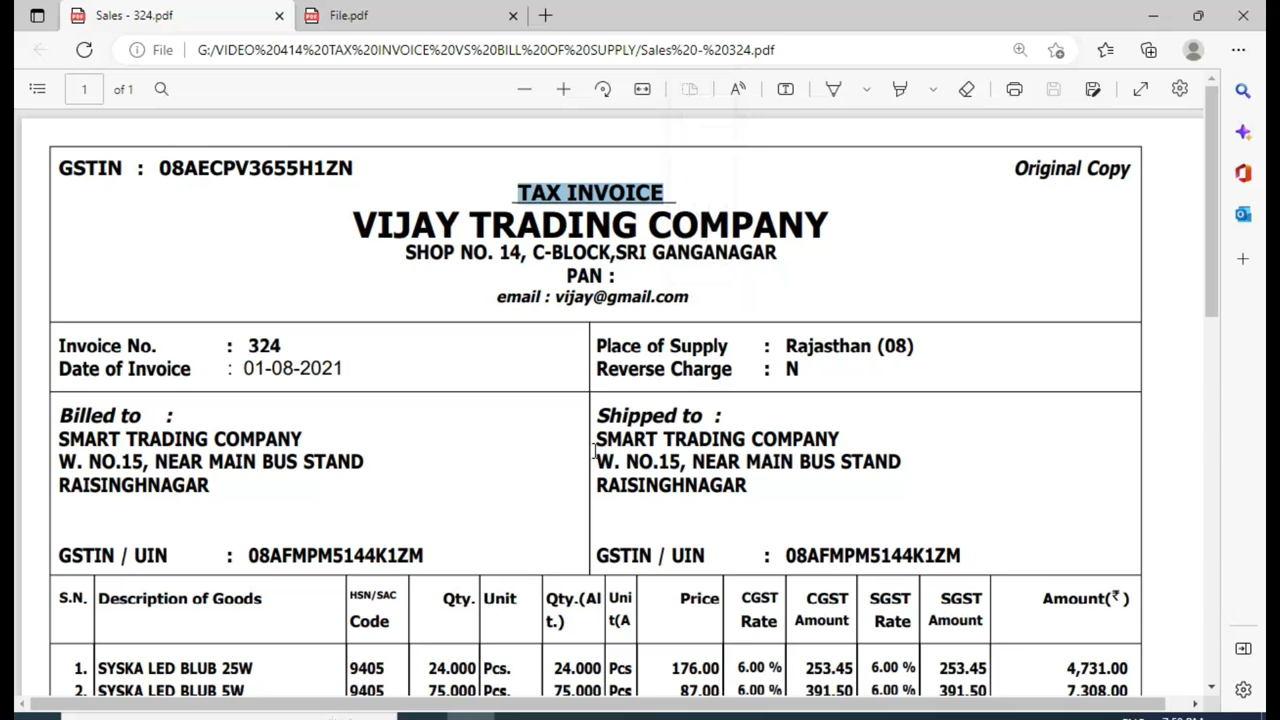 Sales - 324.pdf
File.pdf
File
G:/VIDEO%20414%20TAX%20INVOICE%20VS%20BILL%20OF%20SUPPLY/Sales%20-%20324.pdf
1 of 1
GSTIN : 08AECPV3655H1ZN
Original Copy
TAX INVOICE
VIJAY TRADING COMPANY
SHOP NO. 14, C-BLOCK,SRI GANGANAGAR
PAN :
email : vijay@gmail.com
Invoice No. : 324
Date of Invoice : 01-08-2021
Place of Supply : Rajasthan (08)
Reverse Charge : N
Billed to :
SMART TRADING COMPANY
W. NO.15, NEAR MAIN BUS STAND
RAISINGHNAGAR
GSTIN / UIN : 08AFMPM5144K1ZM
Shipped to :
SMART TRADING COMPANY
W. NO.15, NEAR MAIN BUS STAND
RAISINGHNAGAR
GSTIN / UIN : 08AFMPM5144K1ZM
S.N. Description of Goods HSN/SAC Qty. Unit Qty.(Al Uni Price CGST CGST SGST SGST Amount(₹)
Code t.) t(A Rate Amount Rate Amount
1. SYSKA LED BLUB 25W 9405 24.000 Pcs. 24.000 Pcs 176.00 6.00 % 253.45 6.00 % 253.45 4,731.00
2. SYSKA LED BLUB 5W 9405 75.000 Pcs. 75.000 Pcs 87.00 6.00 % 391.50 6.00 % 391.50 7,308.00